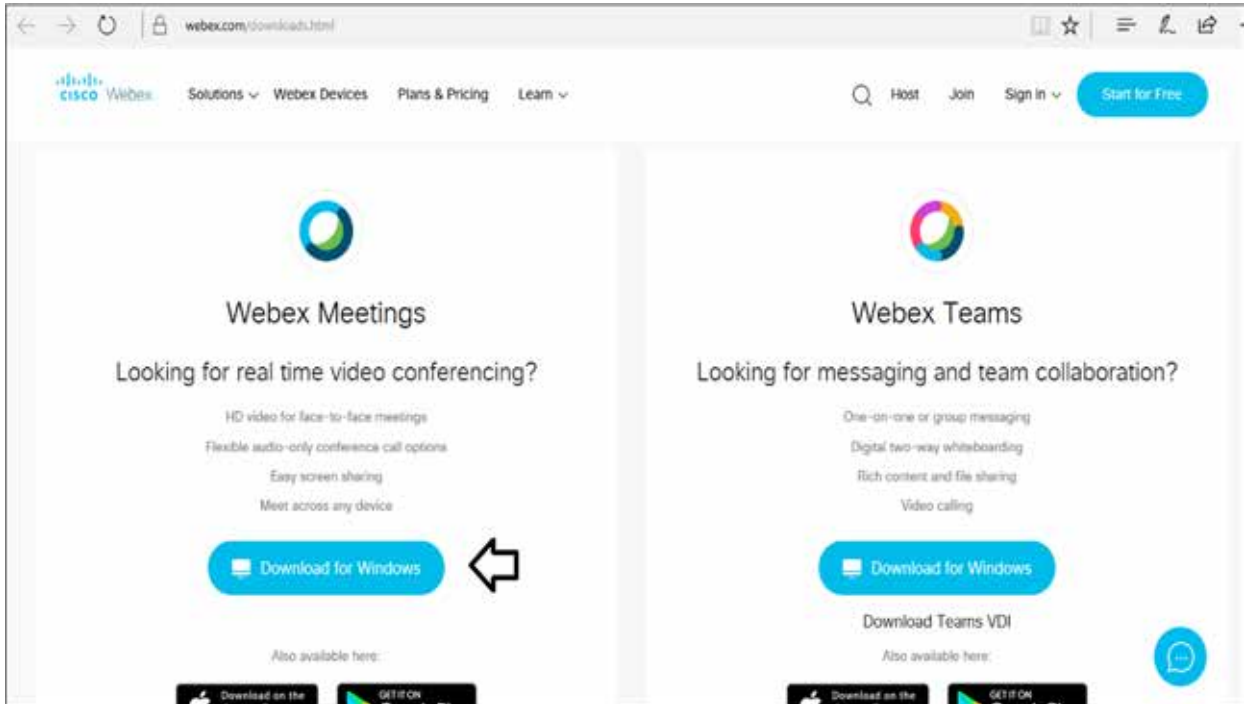 webex.com/downloads.html
cisco Webex
Solutions
Webex Devices
Plans & Pricing
Learn
Host
Join
Sign in
Start for Free
Webex Meetings
Looking for real time video conferencing?
HD video for face-to-face meetings
Flexible audio-only conference call options
Easy screen sharing
Meet across any device
Download for Windows
Also available here:
Download on the
GET IT ON
Webex Teams
Looking for messaging and team collaboration?
One-on-one or group messaging
Digital two-way whiteboarding
Rich content and file sharing
Video calling
Download for Windows
Download Teams VDI
Also available here:
Download on the
GET IT ON